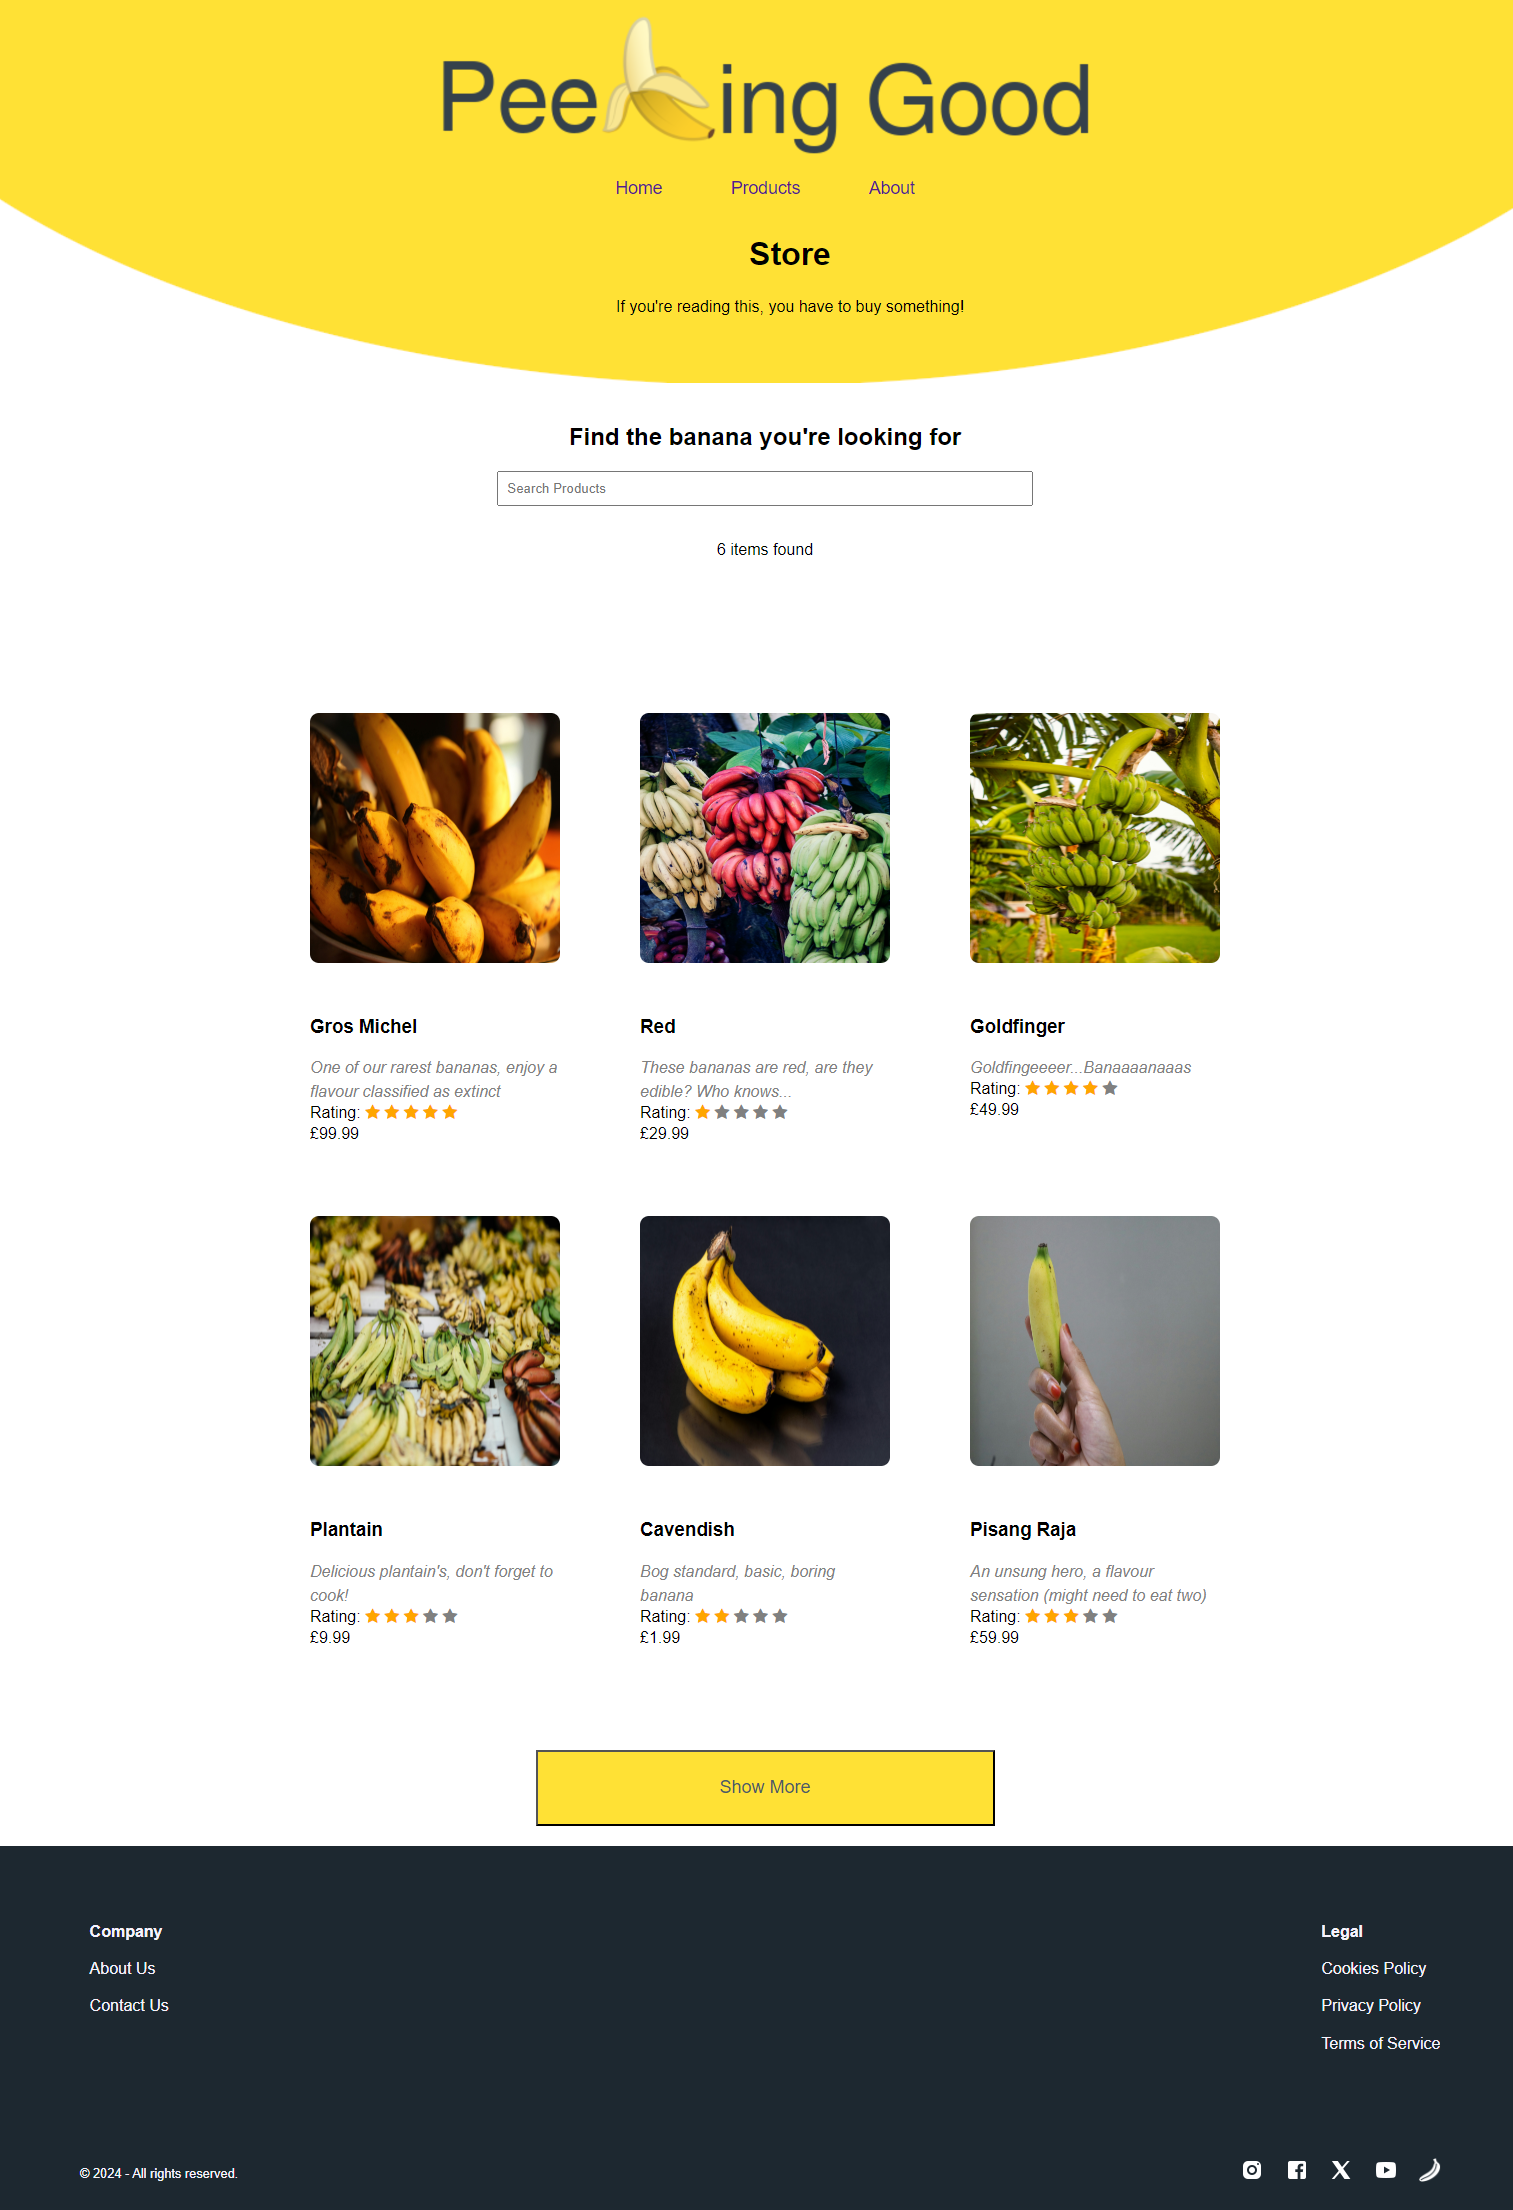 Pee ing Good
Home Products About
Store
If you're reading this, you have to buy something!
Find the banana you're looking for
Search Products
6 items found
Gros Michel
One of our rarest bananas, enjoy a
flavour classified as extinct
Rating:
£99.99
Red
These bananas are red, are they
edible? Who knows...
Rating:
£29.99
Goldfinger
Goldfingeeeer...Banaaaanaaas
Rating:
£49.99
Plantain
Delicious plantain's, don't forget to
cook!
Rating:
£9.99
Cavendish
Bog standard, basic, boring
banana
Rating:
£1.99
Pisang Raja
An unsung hero, a flavour
sensation (might need to eat two)
Rating:
£59.99
Show More
Company
About Us
Contact Us
Legal
Cookies Policy
Privacy Policy
Terms of Service
© 2024 - All rights reserved.